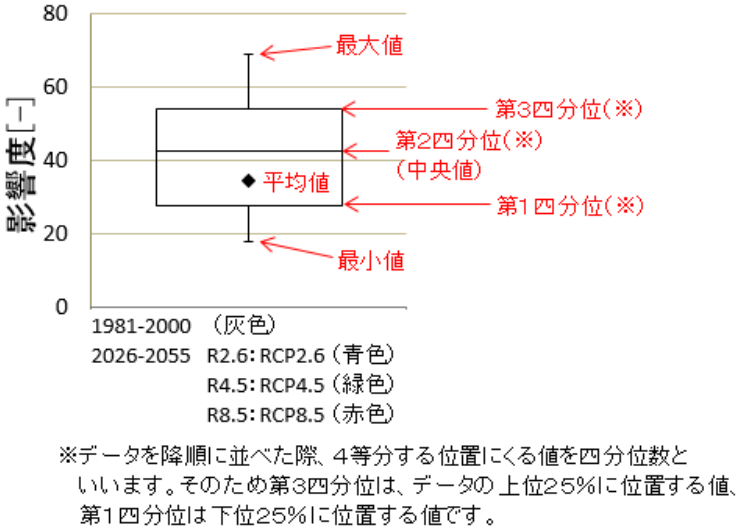 80
最大値
60
第3四分位(※)
第2四分位(※)
(中央値)
影響度[-]
40
平均値
第1四分位(※)
20
最小値
0
1981-2000 (灰色)
2026-2055 R2.6:RCP2.6(青色)
R4.5:RCP4.5(緑色)
R8.5:RCP8.5(赤色)
※データを降順に並べた際、4等分する位置にくる値を四分位数と
いいます。そのため第3四分位は、データの上位25%に位置する値、
第1四分位は下位25%に位置する値です。